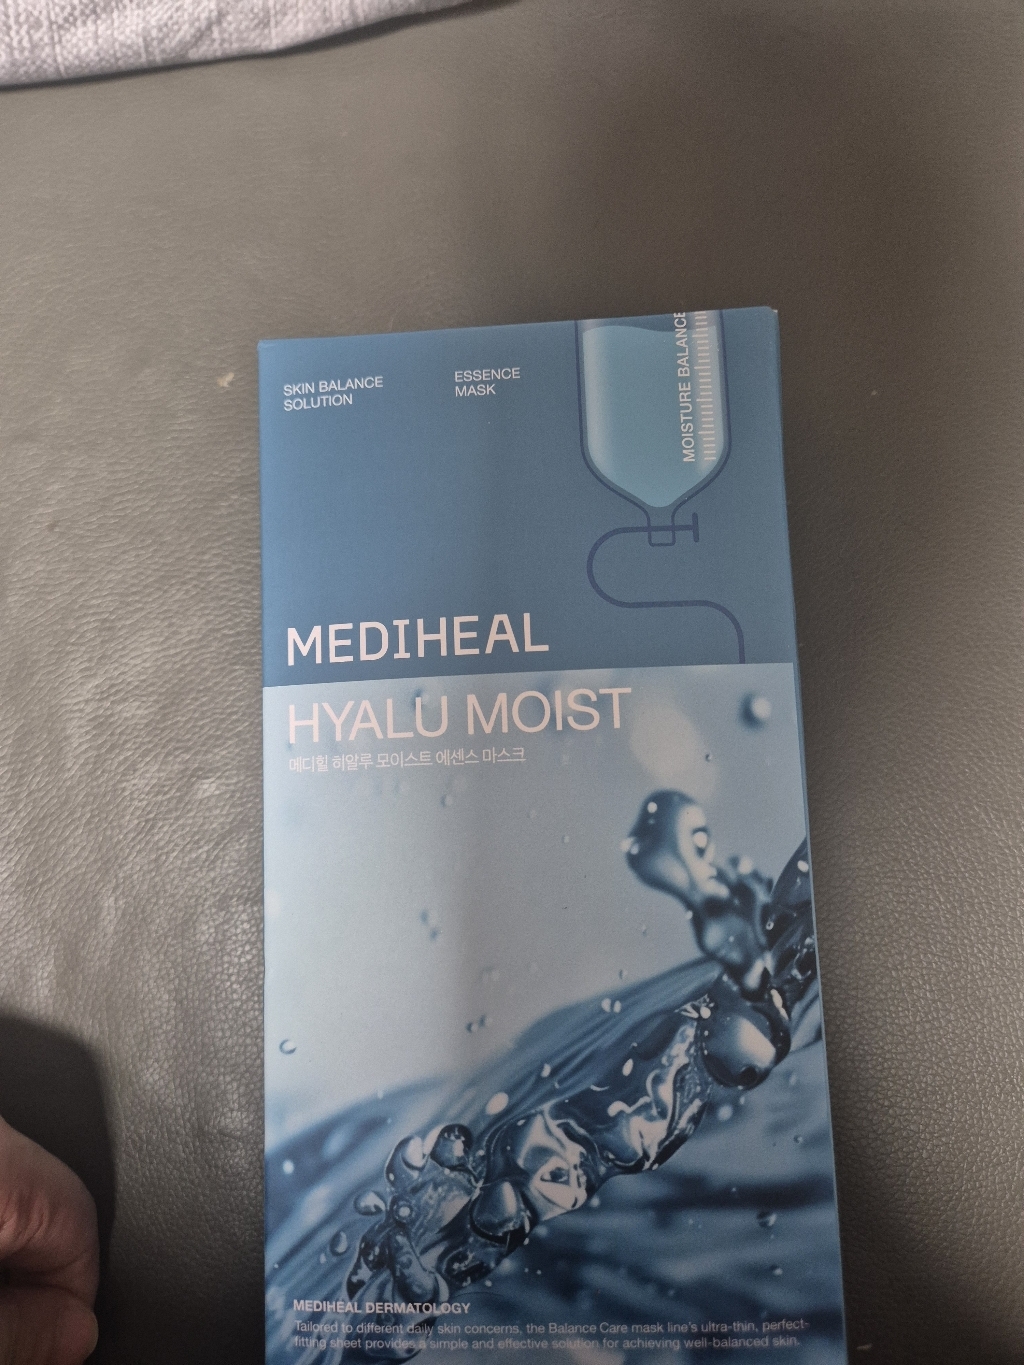 SKIN BALANCE
SOLUTION
ESSENCE
MASK
MOISTURE BALANCE
MEDIHEAL
HYALU MOIST
메디힐 히알루 모이스트 에센스 마스크
MEDIHEAL DERMATOLOGY
Tailored to different daily skin concerns, the Balance Care mask line's ultra-thin, perfect-
fitting sheet provides a simple and effective solution for achieving well-balanced skin.